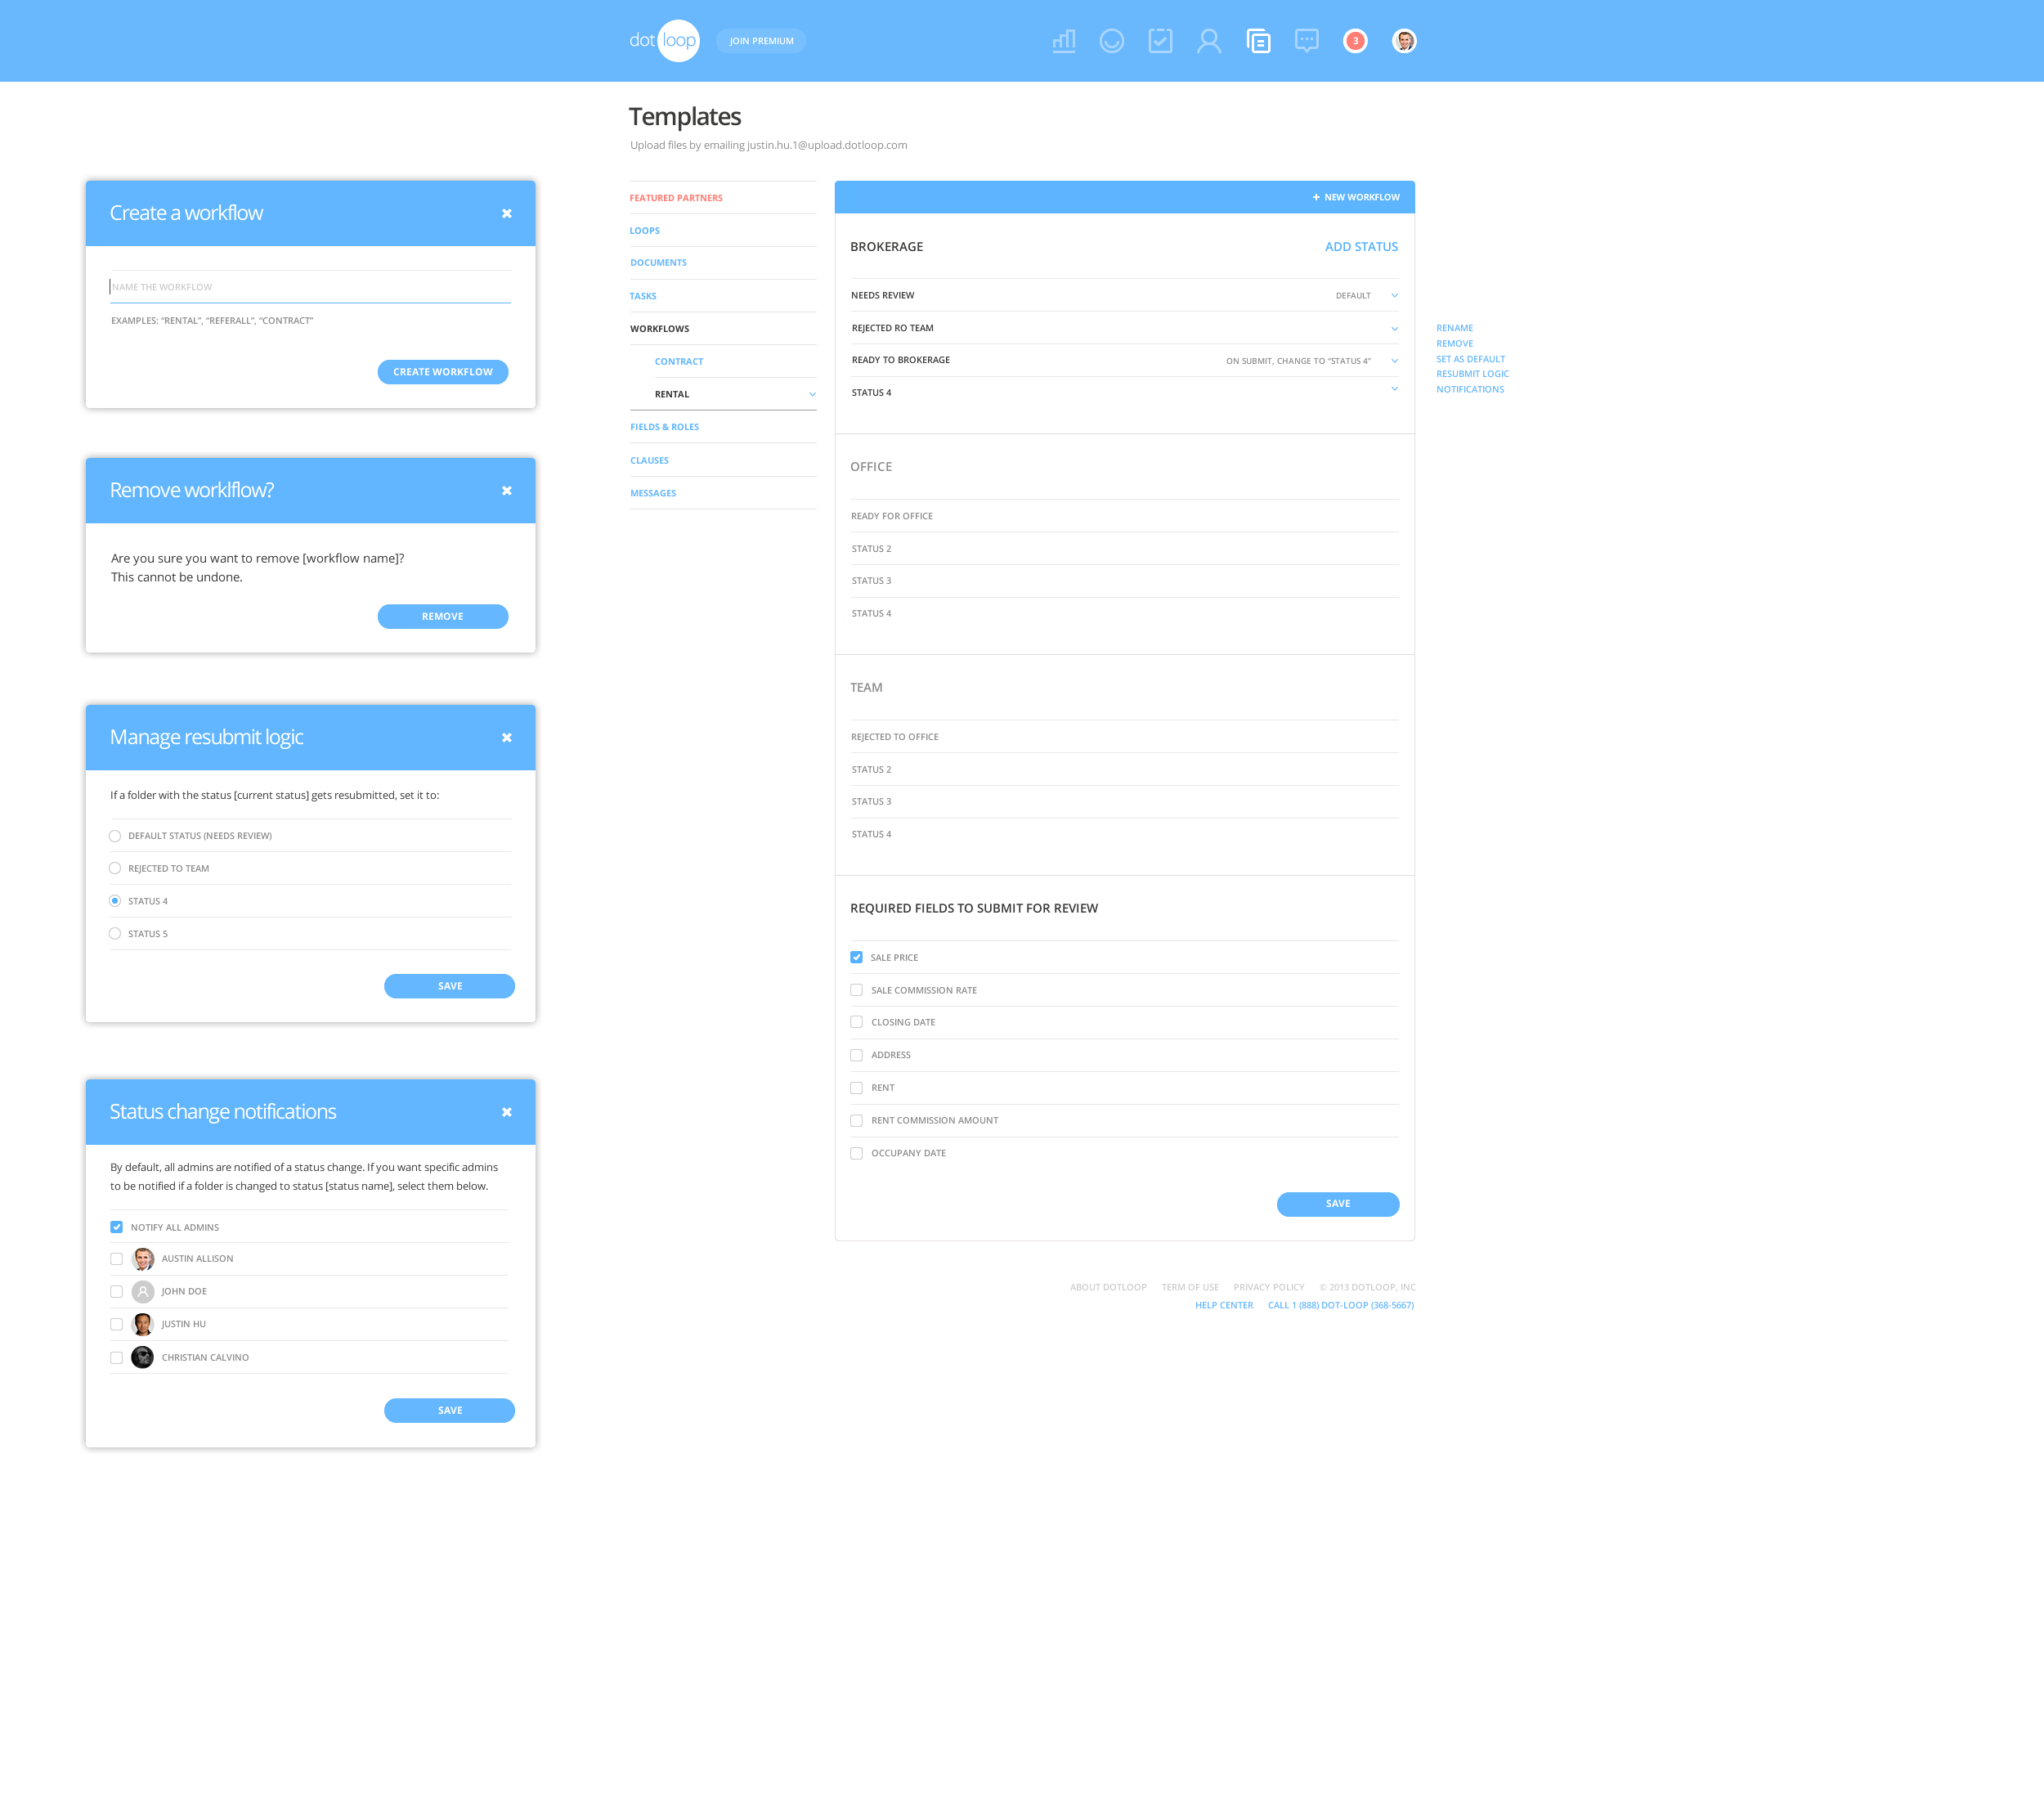 dot loop
JOIN PREMIUM
3
Templates
Upload files by emailing justin.hu.1@upload.dotloop.com
Create a workflow
NAME THE WORKFLOW
EXAMPLES: “RENTAL”, “REFERALL”, “CONTRACT”
CREATE WORKFLOW
Remove worklflow?
Are you sure you want to remove [workflow name]?
This cannot be undone.
REMOVE
Manage resubmit logic
If a folder with the status [current status] gets resubmitted, set it to:
DEFAULT STATUS (NEEDS REVIEW)
REJECTED TO TEAM
STATUS 4
STATUS 5
SAVE
Status change notifications
By default, all admins are notified of a status change. If you want specific admins
to be notified if a folder is changed to status [status name], select them below.
NOTIFY ALL ADMINS
AUSTIN ALLISON
JOHN DOE
JUSTIN HU
CHRISTIAN CALVINO
SAVE
FEATURED PARTNERS
LOOPS
DOCUMENTS
TASKS
WORKFLOWS
CONTRACT
RENTAL
FIELDS & ROLES
CLAUSES
MESSAGES
+ NEW WORKFLOW
BROKERAGE
ADD STATUS
NEEDS REVIEW
DEFAULT
REJECTED RO TEAM
READY TO BROKERAGE
ON SUBMIT, CHANGE TO “STATUS 4”
STATUS 4
RENAME
REMOVE
SET AS DEFAULT
RESUBMIT LOGIC
NOTIFICATIONS
OFFICE
READY FOR OFFICE
STATUS 2
STATUS 3
STATUS 4
TEAM
REJECTED TO OFFICE
STATUS 2
STATUS 3
STATUS 4
REQUIRED FIELDS TO SUBMIT FOR REVIEW
SALE PRICE
SALE COMMISSION RATE
CLOSING DATE
ADDRESS
RENT
RENT COMMISSION AMOUNT
OCCUPANY DATE
SAVE
ABOUT DOTLOOP TERM OF USE PRIVACY POLICY © 2013 DOTLOOP, INC
HELP CENTER CALL 1 (888) DOT-LOOP (368-5667)